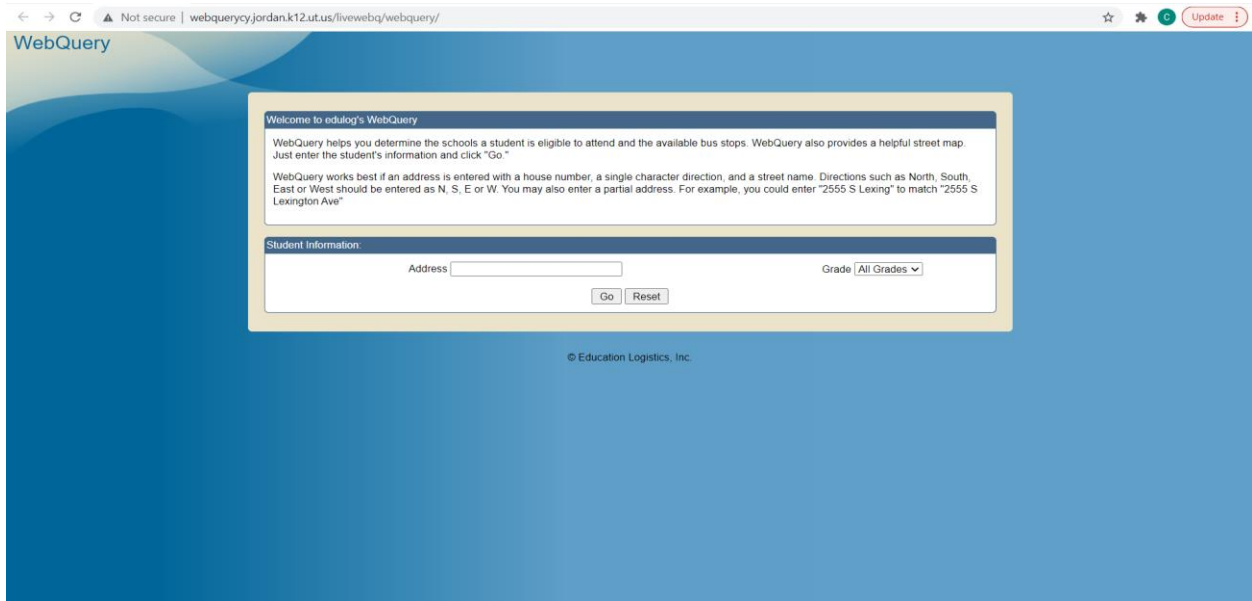 Not secure | webquerycy.jordan.k12.ut.us/livewebq/webquery/
C
Update
WebQuery
Welcome to edulog's WebQuery
WebQuery helps you determine the schools a student is eligible to attend and the available bus stops. WebQuery also provides a helpful street map.
Just enter the student's information and click "Go."
WebQuery works best if an address is entered with a house number, a single character direction, and a street name. Directions such as North, South,
East or West should be entered as N, S, E or W. You may also enter a partial address. For example, you could enter "2555 S Lexing" to match "2555 S
Lexington Ave"
Student Information:
Address
Grade All Grades
Go Reset
© Education Logistics, Inc.